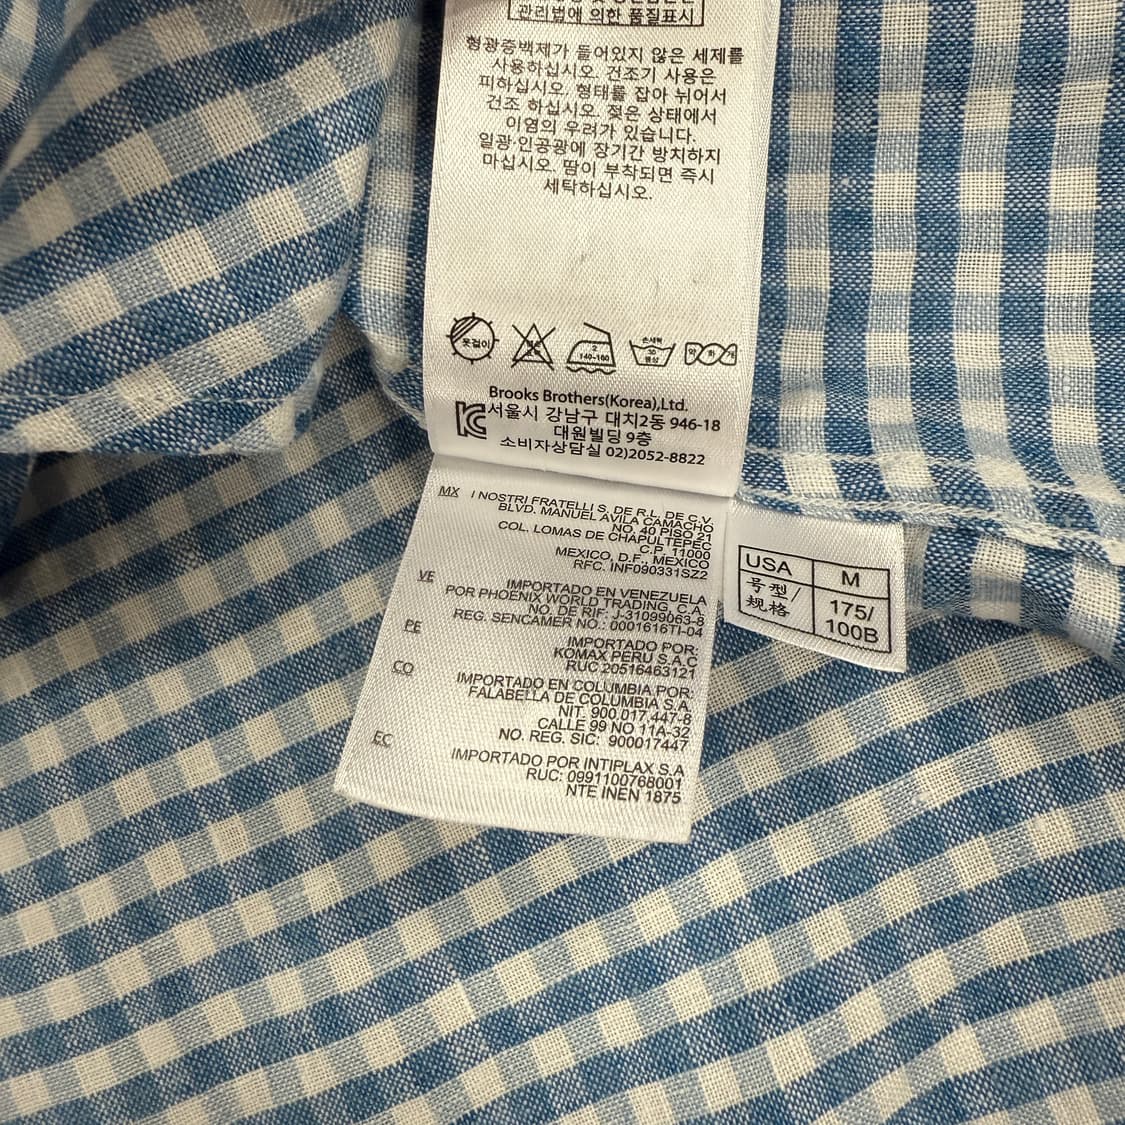 관리법에 의한 품질표시
형광증백제가 들어있지 않은 세제를
사용하십시오. 건조기 사용은
피하십시오. 형태를 잡아 뉘어서
건조 하십시오. 젖은 상태에서
이염의 우려가 있습니다.
일광·인공광에 장기간 방치하지
마십시오. 땀이 부착되면 즉시
세탁하십시오.
옷걸이
2
140~160
손세탁
30
중성
약 하 게
Brooks Brothers(Korea),Ltd.
서울시 강남구 대치2동 946-18
대원빌딩 9층
소비자상담실 02)2052-8822
MX I NOSTRI FRATELLI S. DE R.L. DE C.V.
BLVD. MANUEL AVILA CAMACHO
NO. 40 PISO 21
COL. LOMAS DE CHAPULTEPEC
C.P. 11000
MEXICO, D.F., MEXICO
RFC. INF090331SZ2
VE IMPORTADO EN VENEZUELA
POR PHOENIX WORLD TRADING, C.A.
NO. DE RIF: J-31099063-8
REG. SENCAMER NO.: 0001616TI-04
PE IMPORTADO POR:
KOMAX PERU S.A.C
RUC 20516463121
CO IMPORTADO EN COLUMBIA POR:
FALABELLA DE COLUMBIA S.A.
NIT. 900.017.447-8
CALLE 99 NO 11A-32
NO. REG. SIC: 900017447
EC IMPORTADO POR INTIPLAX S.A
RUC: 0991100768001
NTE INEN 1875
USA M
号型/规格 175/100B